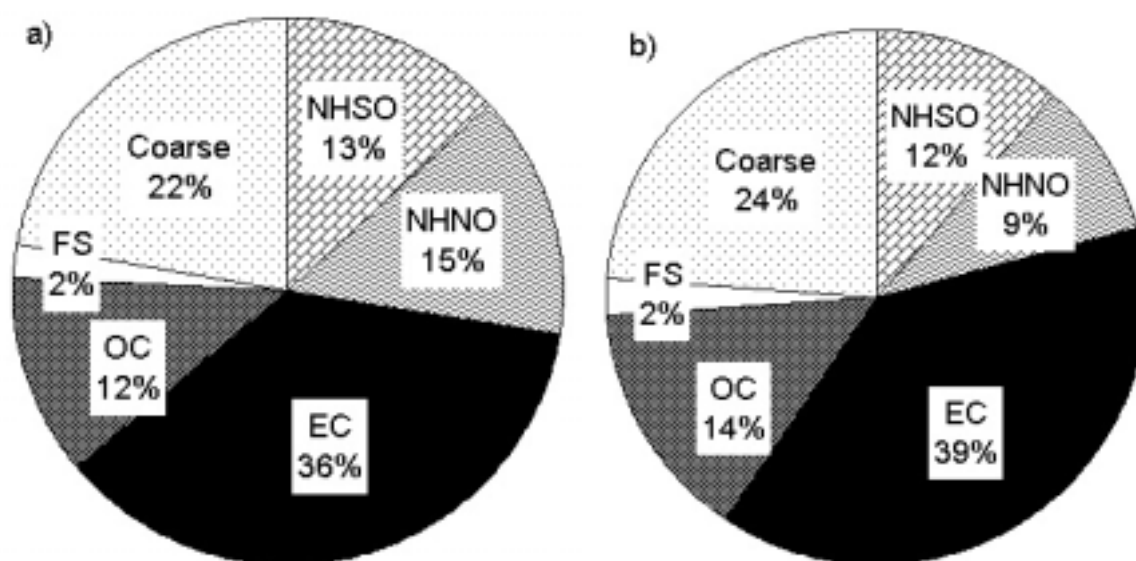 a)
NHSO
13%
NHNO
15%
EC
36%
OC
12%
FS
2%
Coarse
22%
b)
NHSO
12%
NHNO
9%
EC
39%
OC
14%
FS
2%
Coarse
24%